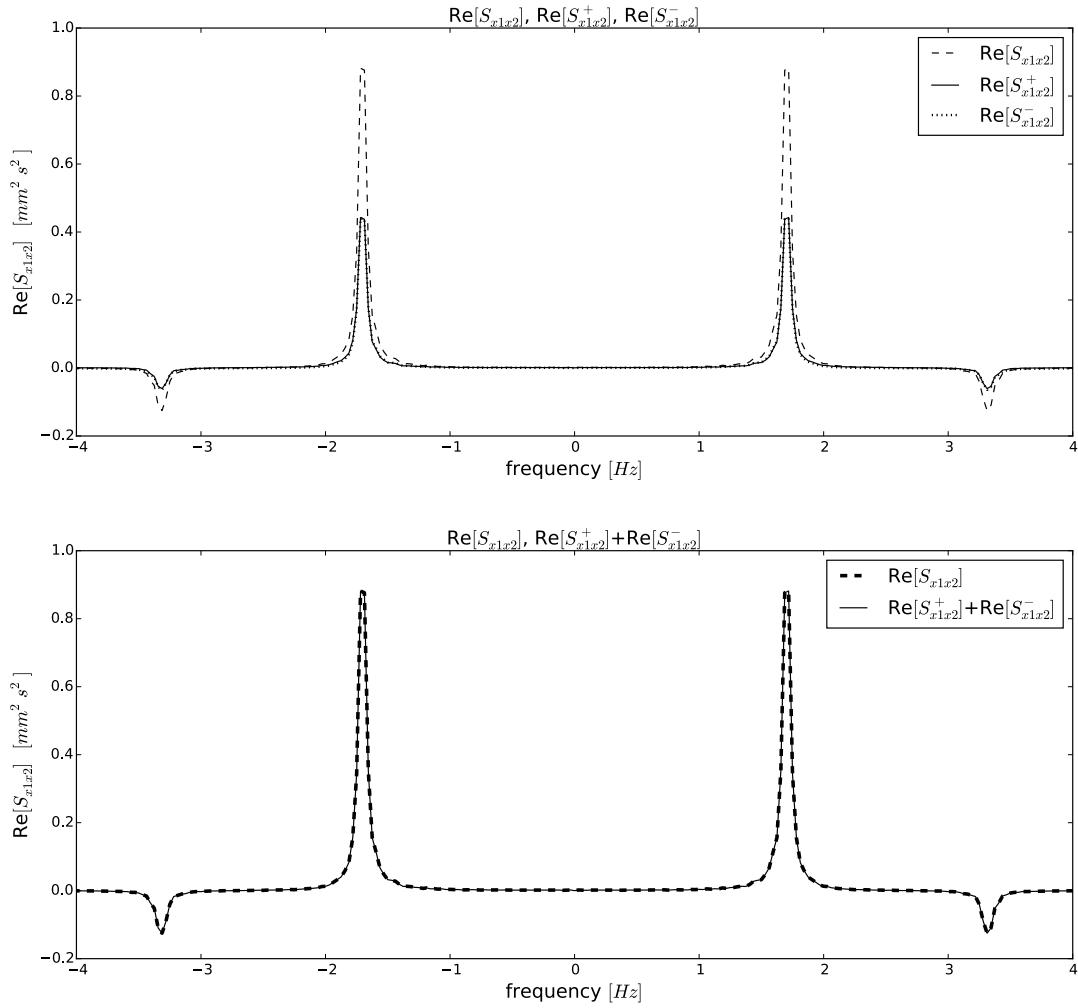 Re[S_{x1x2}], Re[S^+_{x1x2}], Re[S^-_{x1x2}]
1.0
0.8
0.6
0.4
0.2
0.0
−0.2
Re[S_{x1x2}] [mm^2 s^2]
Re[S_{x1x2}]
Re[S^+_{x1x2}]
Re[S^-_{x1x2}]
−4 −3 −2 −1 0 1 2 3 4
frequency [Hz]
Re[S_{x1x2}], Re[S^+_{x1x2}]+Re[S^-_{x1x2}]
1.0
0.8
0.6
0.4
0.2
0.0
−0.2
Re[S_{x1x2}] [mm^2 s^2]
Re[S_{x1x2}]
Re[S^+_{x1x2}]+Re[S^-_{x1x2}]
−4 −3 −2 −1 0 1 2 3 4
frequency [Hz]